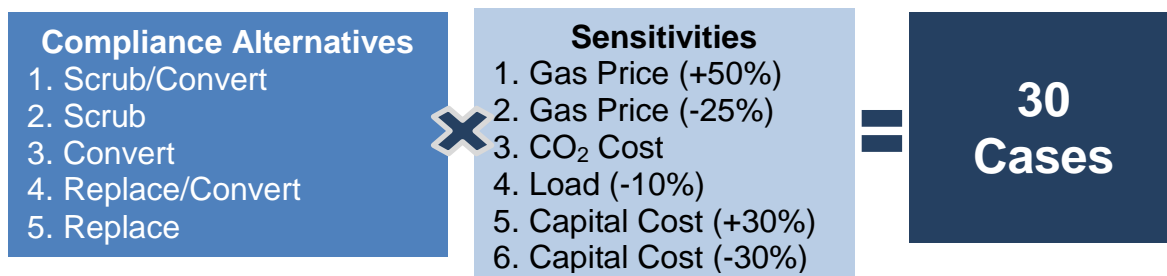 Compliance Alternatives
1. Scrub/Convert
2. Scrub
3. Convert
4. Replace/Convert
5. Replace
×
Sensitivities
1. Gas Price (+50%)
2. Gas Price (-25%)
3. CO₂ Cost
4. Load (-10%)
5. Capital Cost (+30%)
6. Capital Cost (-30%)
=
30
Cases